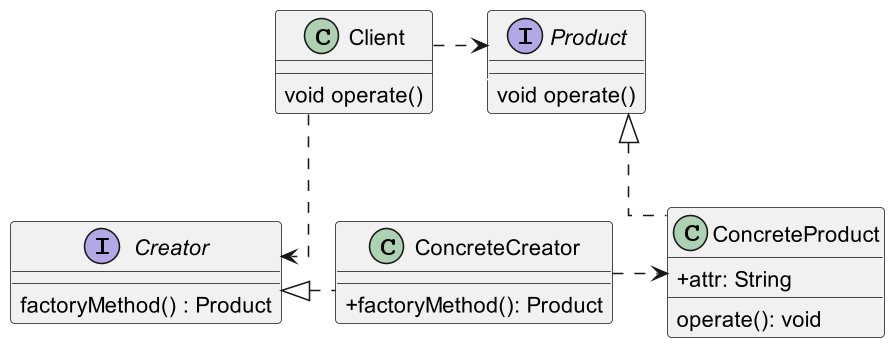 C Client
void operate()
I Product
void operate()
I Creator
factoryMethod() : Product
C ConcreteCreator
+factoryMethod(): Product
C ConcreteProduct
+attr: String
operate(): void